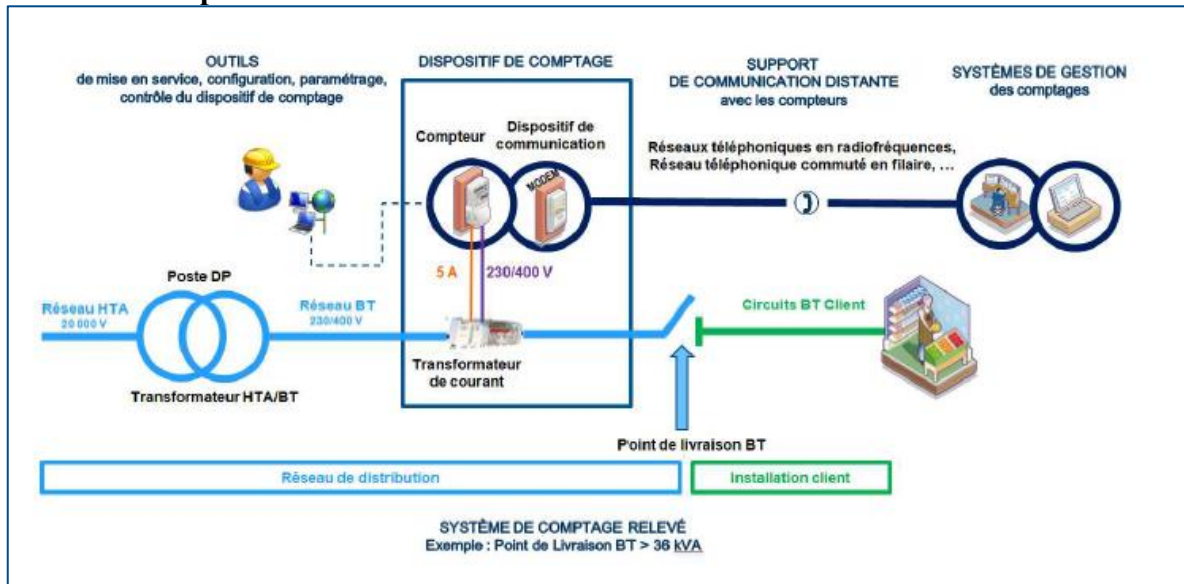 OUTILS
de mise en service, configuration, paramétrage,
contrôle du dispositif de comptage
DISPOSITIF DE COMPTAGE
SUPPORT
DE COMMUNICATION DISTANTE
avec les compteurs
SYSTÈMES DE GESTION
des comptages
Compteur
Dispositif de
communication
MODEM
Réseaux téléphoniques en radiofréquences,
Réseau téléphonique commuté en filaire, …
5 A
230/400 V
Poste DP
Réseau HTA
20 000 V
Réseau BT
230/400 V
Transformateur HTA/BT
Transformateur
de courant
Circuits BT Client
Point de livraison BT
Réseau de distribution
Installation client
SYSTÈME DE COMPTAGE RELEVÉ
Exemple : Point de Livraison BT > 36 kVA